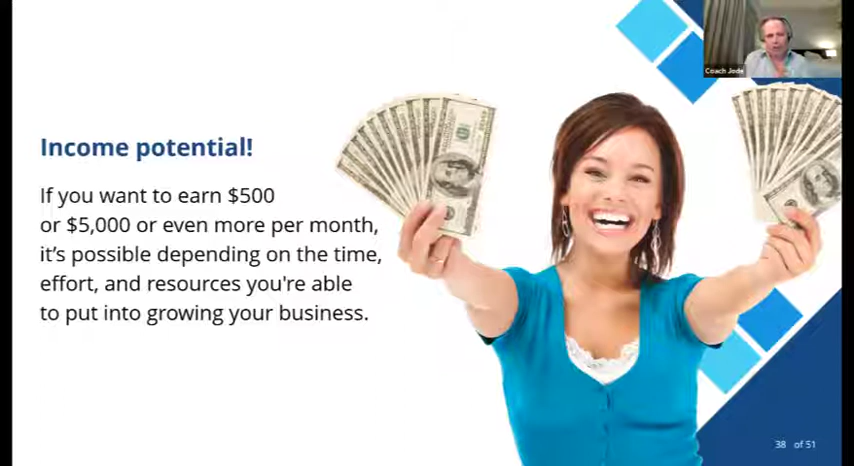 Coach Jode
Income potential!
If you want to earn $500
or $5,000 or even more per month,
it's possible depending on the time,
effort, and resources you're able
to put into growing your business.
38 of 51